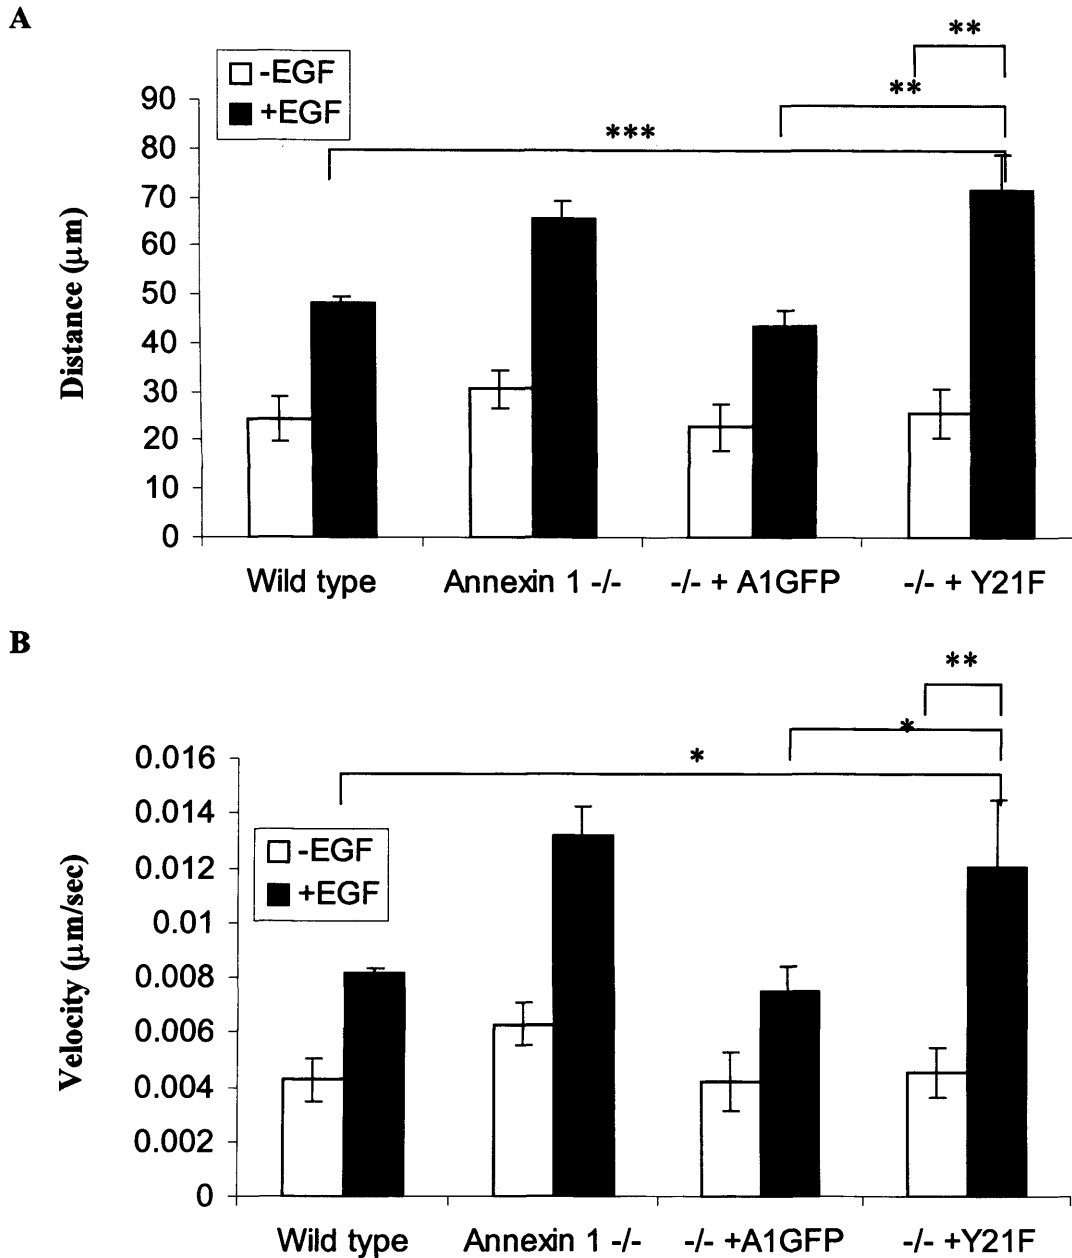 A
**
-EGF
+EGF
**
***
90
80
70
60
50
40
30
20
10
0
Distance (μm)
Wild type Annexin 1 -/- -/- + A1GFP -/- + Y21F
B
**
*
*
0.016
0.014
0.012
0.01
0.008
0.006
0.004
0.002
0
-EGF
+EGF
Velocity (μm/sec)
Wild type Annexin 1 -/- -/- +A1GFP -/- +Y21F